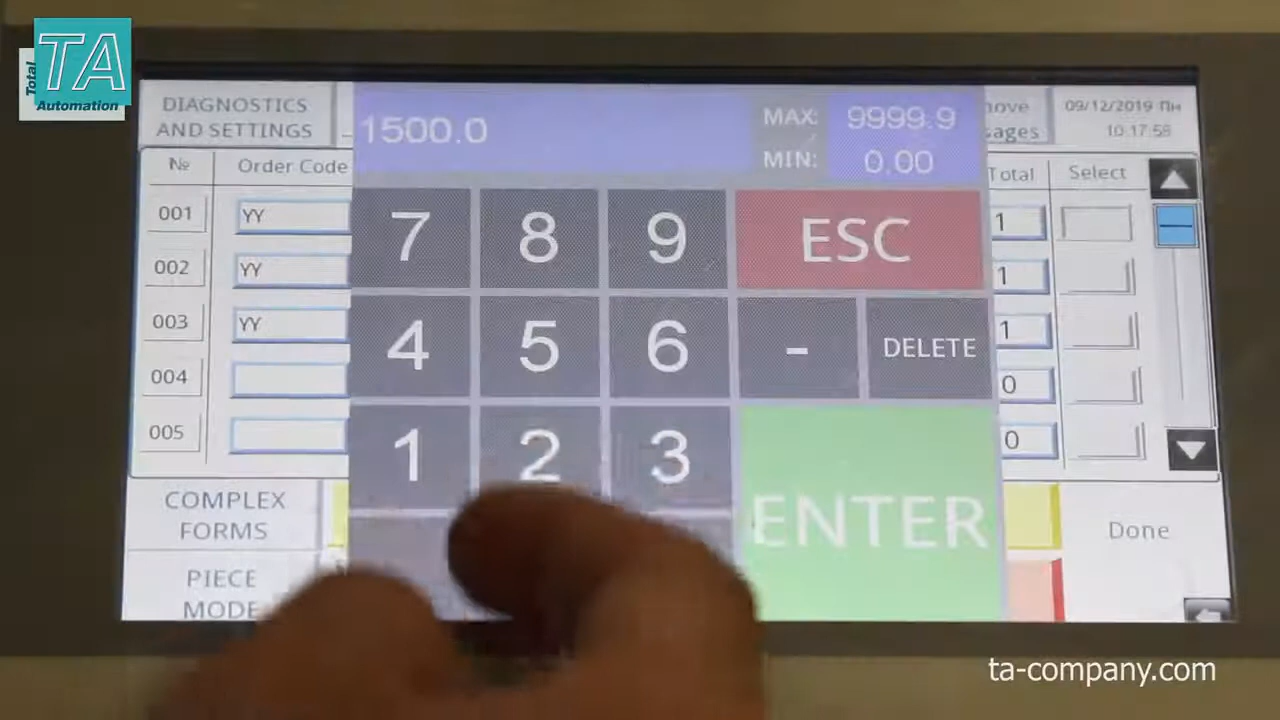 TA
Total
Automation
DIAGNOSTICS
AND SETTINGS
1500.0
MAX: 9999.9
MIN: 0.00
09/12/2019 Пн
10:17:58
№ Order Code Total Select
001 YY 1
002 YY 1
003 YY 1
004 0
005 0
7 8 9 ESC
4 5 6 - DELETE
1 2 3
ENTER
COMPLEX
FORMS
PIECE
MODE
Done
ta-company.com